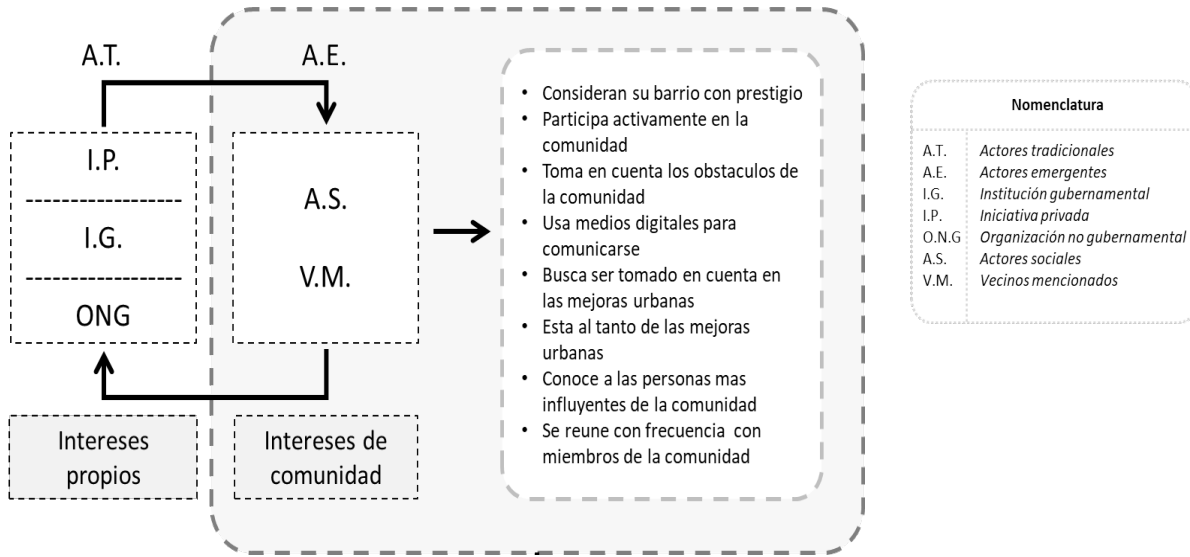 A.T.
A.E.
I.P.
I.G.
ONG
A.S.
V.M.
Intereses
propios
Intereses de
comunidad
• Consideran su barrio con prestigio
• Participa activamente en la
comunidad
• Toma en cuenta los obstaculos de
la comunidad
• Usa medios digitales para
comunicarse
• Busca ser tomado en cuenta en
las mejoras urbanas
• Esta al tanto de las mejoras
urbanas
• Conoce a las personas mas
influyentes de la comunidad
• Se reune con frecuencia con
miembros de la comunidad
Nomenclatura
A.T. Actores tradicionales
A.E. Actores emergentes
I.G. Institución gubernamental
I.P. Iniciativa privada
O.N.G Organización no gubernamental
A.S. Actores sociales
V.M. Vecinos mencionados